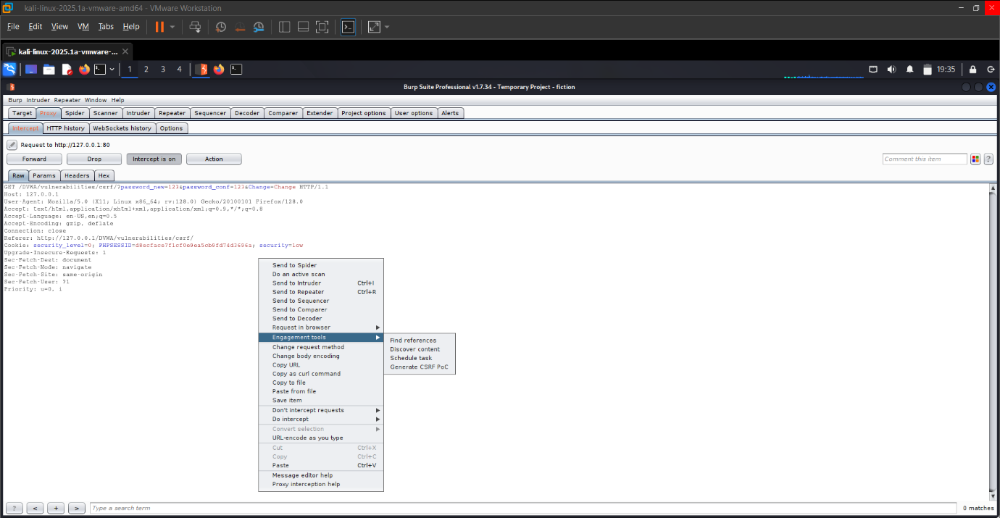 kali-linux-2025.1a-vmware-amd64 - VMware Workstation
File Edit View VM Tabs Help
kali-linux-2025.1a-vmware-...
1 2 3 4 19:35
Burp Suite Professional v1.7.34 - Temporary Project - fiction
Burp Intruder Repeater Window Help
Target Proxy Spider Scanner Intruder Repeater Sequencer Decoder Comparer Extender Project options User options Alerts
Intercept HTTP history WebSockets history Options
Request to http://127.0.0.1:80
Forward Drop Intercept is on Action Comment this item ?
Raw Params Headers Hex
GET /DVWA/vulnerabilities/csrf/?password_new=123&password_conf=123&Change=Change HTTP/1.1
Host: 127.0.0.1
User-Agent: Mozilla/5.0 (X11; Linux x86_64; rv:128.0) Gecko/20100101 Firefox/128.0
Accept: text/html,application/xhtml+xml,application/xml;q=0.9,*/*;q=0.8
Accept-Language: en-US,en;q=0.5
Accept-Encoding: gzip, deflate
Connection: close
Referer: http://127.0.0.1/DVWA/vulnerabilities/csrf/
Cookie: security_level=0; PHPSESSID=d8ecface7f1cf0e9ea5cb9fd74d3696a; security=low
Upgrade-Insecure-Requests: 1
Sec-Fetch-Dest: document
Sec-Fetch-Mode: navigate
Sec-Fetch-Site: same-origin
Sec-Fetch-User: ?1
Priority: u=0, i
Send to Spider
Do an active scan
Send to Intruder Ctrl+I
Send to Repeater Ctrl+R
Send to Sequencer
Send to Comparer
Send to Decoder
Request in browser
Engagement tools
Find references
Discover content
Schedule task
Generate CSRF PoC
Change request method
Change body encoding
Copy URL
Copy as curl command
Copy to file
Paste from file
Save item
Don't intercept requests
Do intercept
Convert selection
URL-encode as you type
Cut Ctrl+X
Copy Ctrl+C
Paste Ctrl+V
Message editor help
Proxy interception help
? < + > Type a search term 0 matches